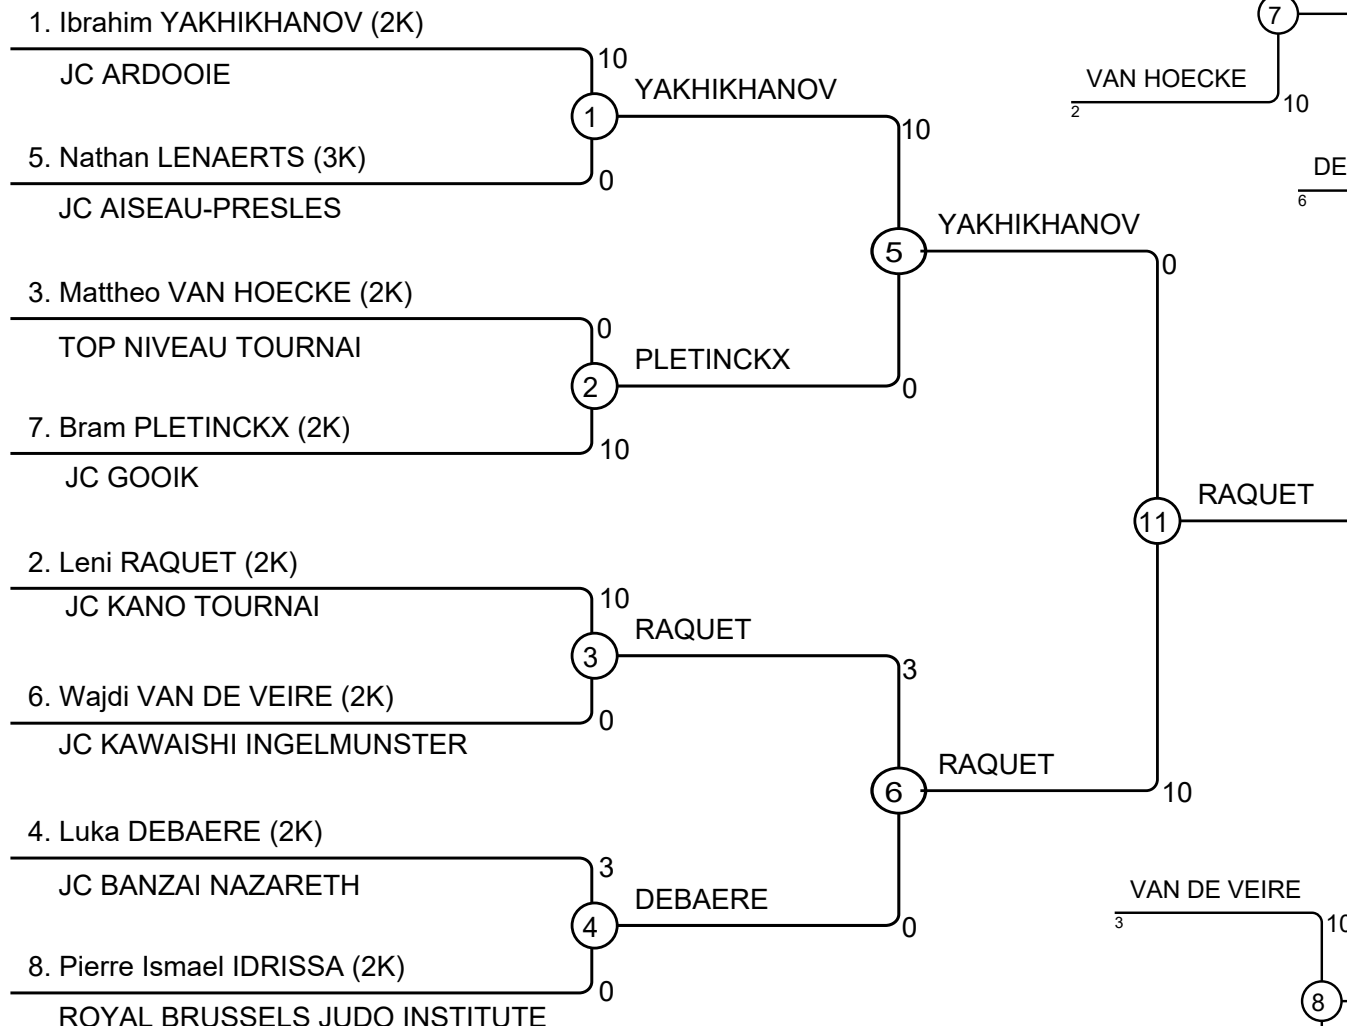 1. Ibrahim YAKHIKHANOV (2K)
JC ARDOOIE
10
1
YAKHIKHANOV
5. Nathan LENAERTS (3K)
0
JC AISEAU-PRESLES
10
5
YAKHIKHANOV
3. Mattheo VAN HOECKE (2K)
0
TOP NIVEAU TOURNAI
2
PLETINCKX
0
7. Bram PLETINCKX (2K)
10
JC GOOIK
0
11
RAQUET
2. Leni RAQUET (2K)
10
JC KANO TOURNAI
3
RAQUET
3
6. Wajdi VAN DE VEIRE (2K)
0
JC KAWAISHI INGELMUNSTER
6
RAQUET
10
4. Luka DEBAERE (2K)
3
JC BANZAI NAZARETH
4
DEBAERE
0
8. Pierre Ismael IDRISSA (2K)
0
ROYAL BRUSSELS JUDO INSTITUTE
7
VAN HOECKE
2
10
DE
6
VAN DE VEIRE
3
10
8